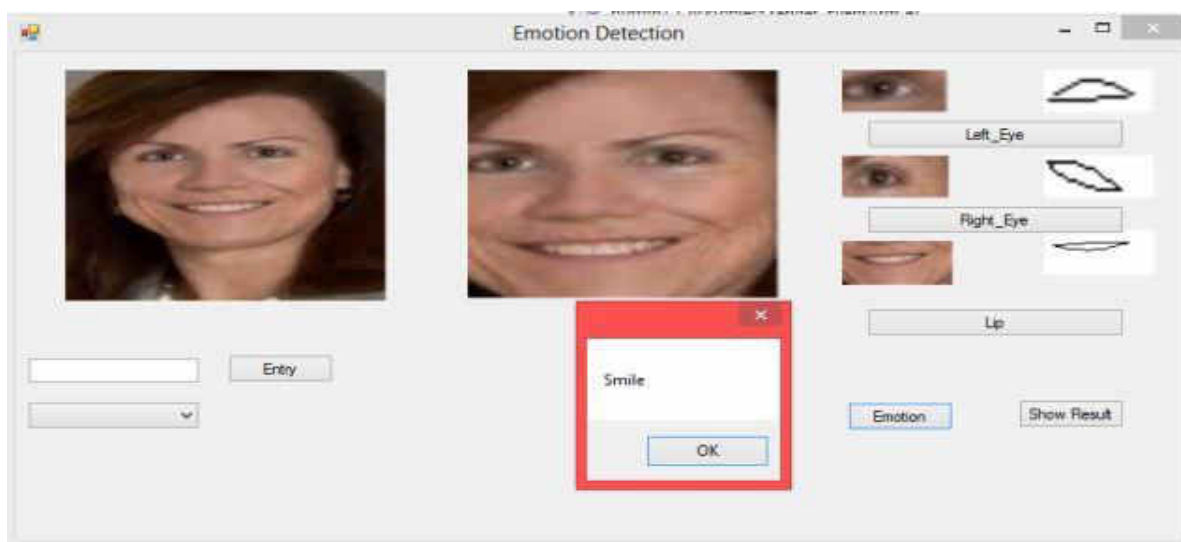 Emotion Detection
Left_Eye
Right_Eye
Lip
Entry
Smile
OK
Emotion
Show Result